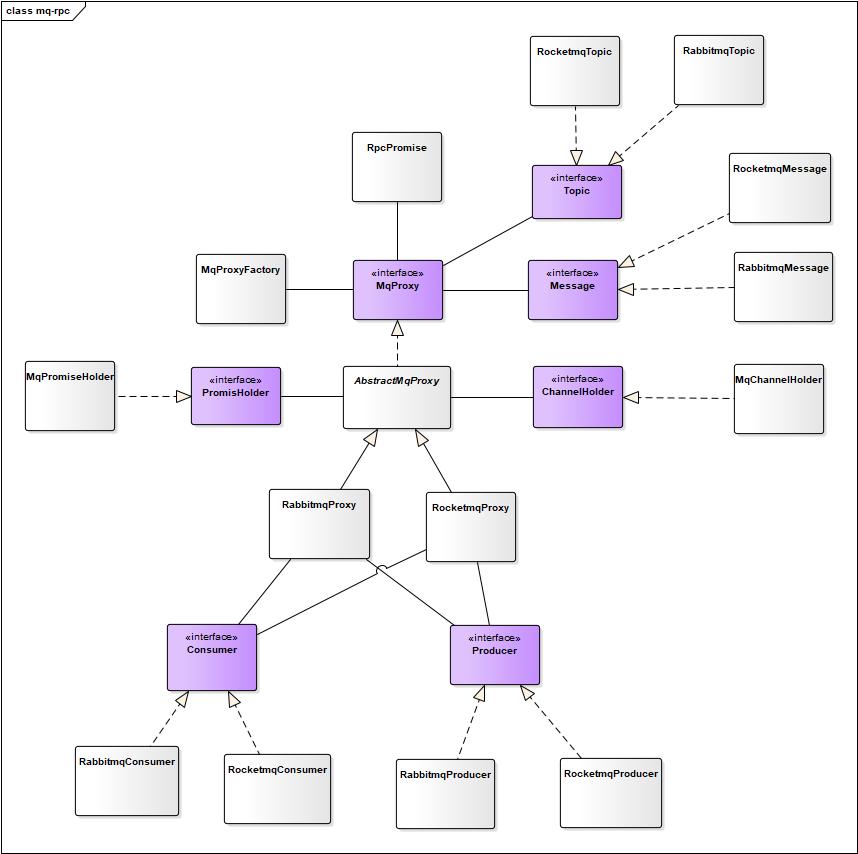 class mq-rpc
RocketmqTopic
RabbitmqTopic
RpcPromise
«interface»
Topic
RocketmqMessage
MqProxyFactory
«interface»
MqProxy
«interface»
Message
RabbitmqMessage
MqPromiseHolder
«interface»
PromisHolder
AbstractMqProxy
«interface»
ChannelHolder
MqChannelHolder
RabbitmqProxy
RocketmqProxy
«interface»
Consumer
«interface»
Producer
RabbitmqConsumer
RocketmqConsumer
RabbitmqProducer
RocketmqProducer